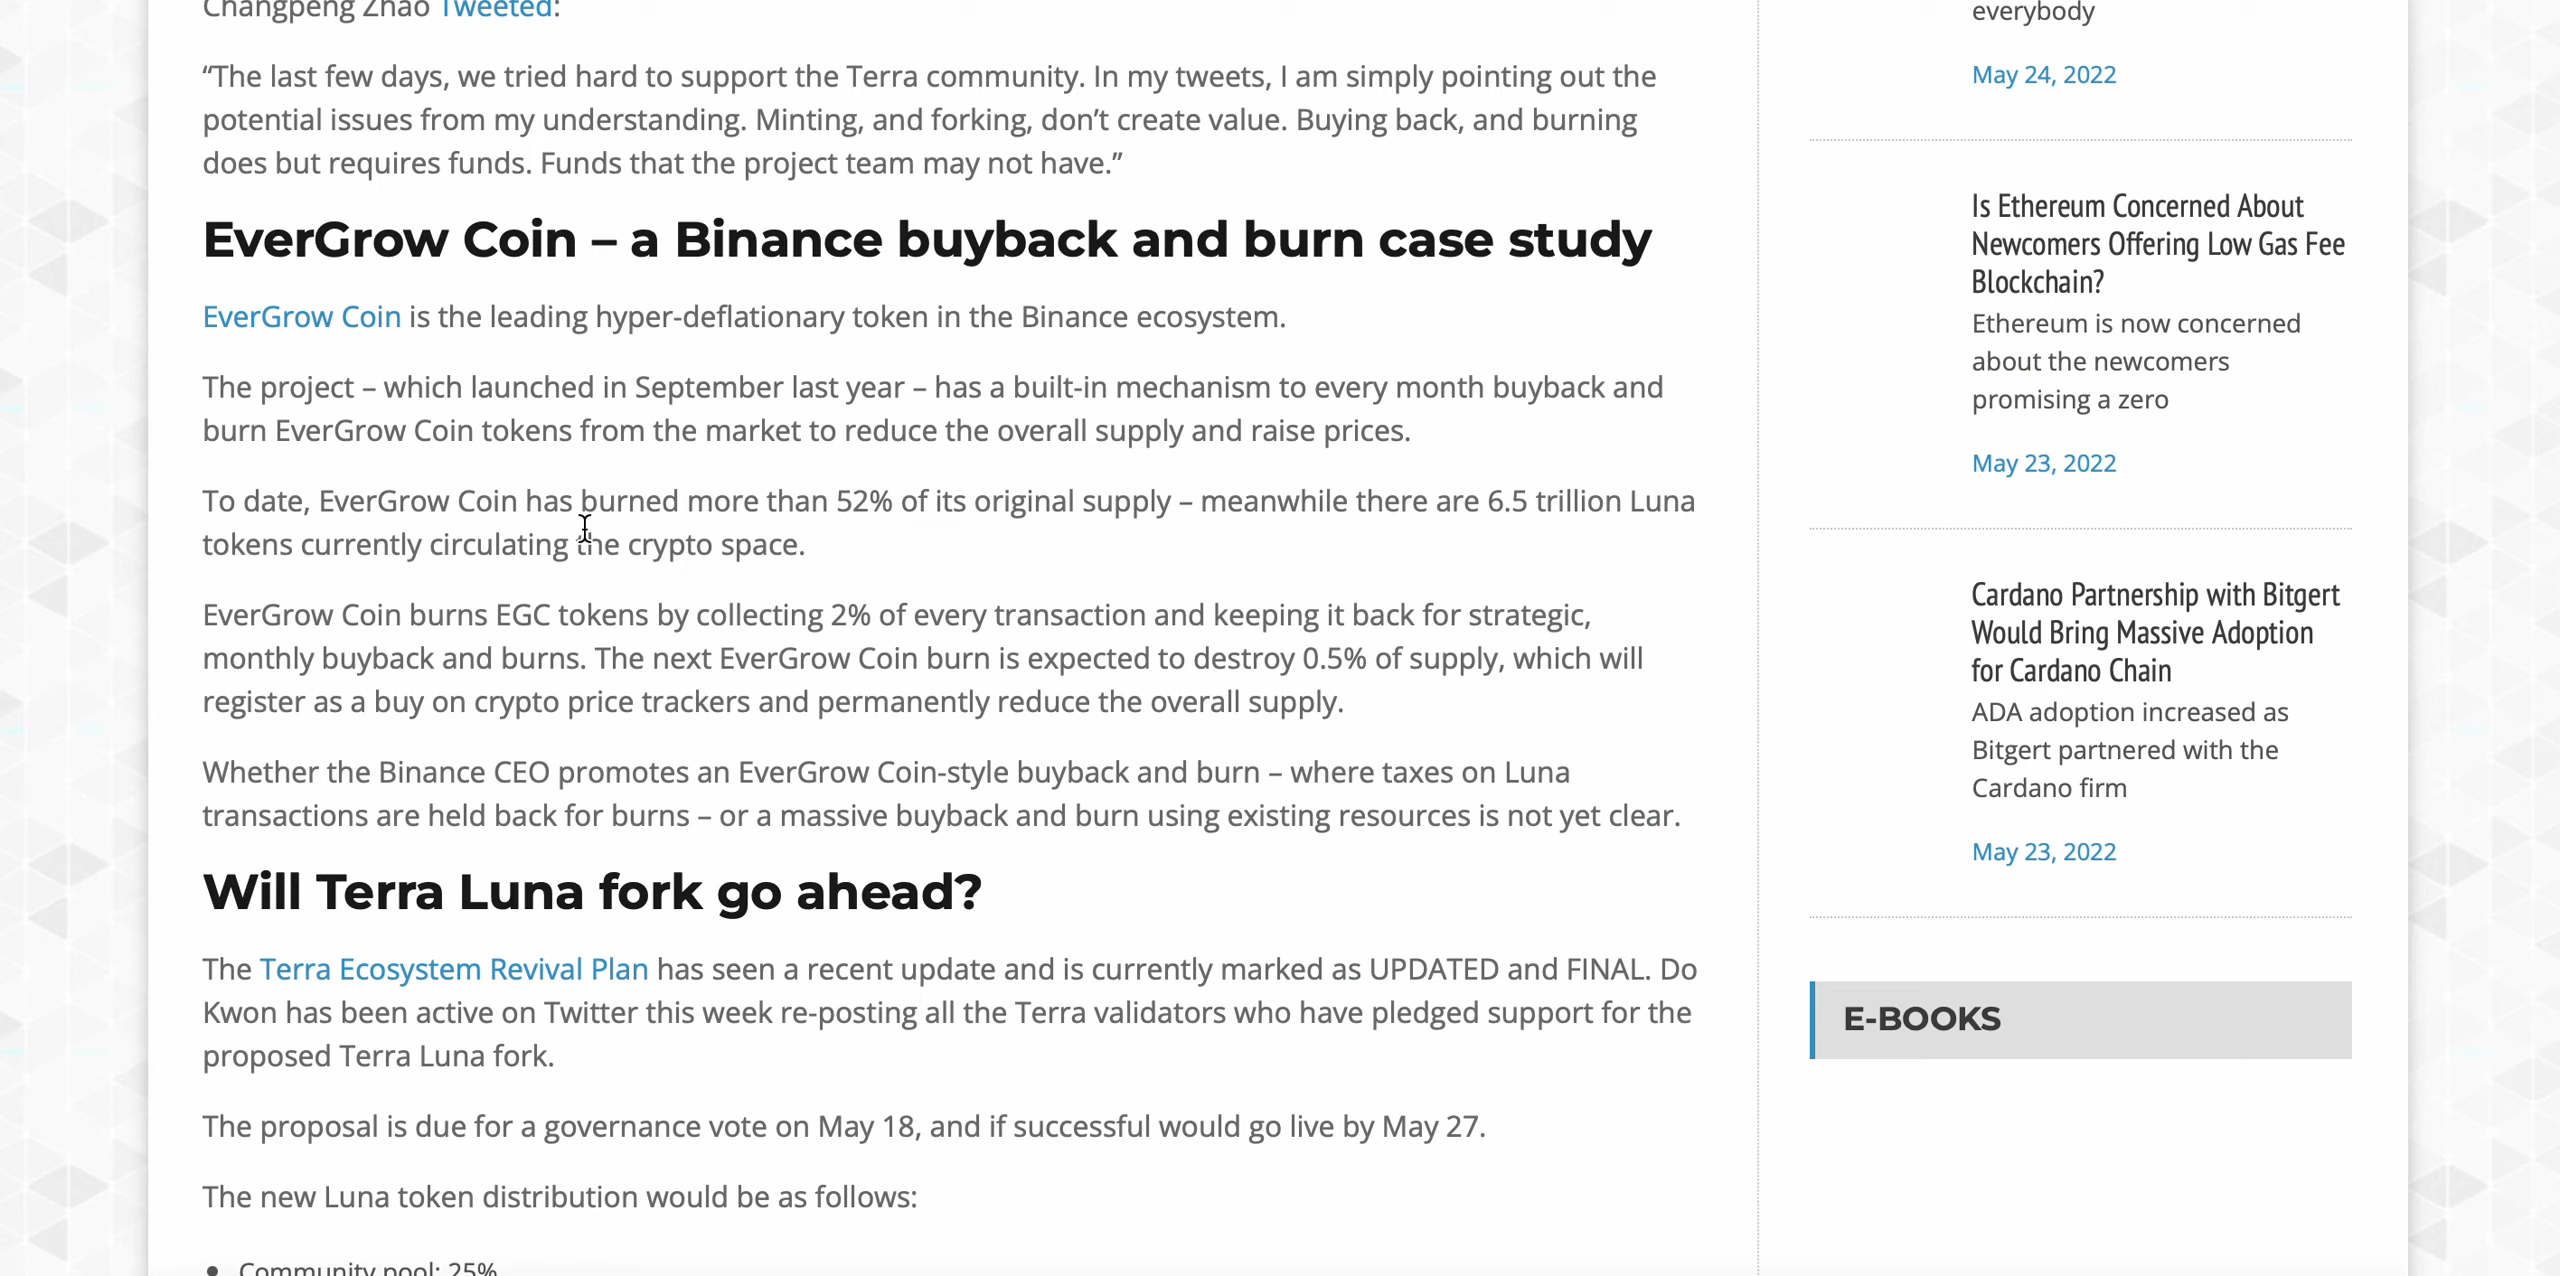 Changpeng Zhao Tweeted:
“The last few days, we tried hard to support the Terra community. In my tweets, I am simply pointing out the
potential issues from my understanding. Minting, and forking, don’t create value. Buying back, and burning
does but requires funds. Funds that the project team may not have.”
EverGrow Coin – a Binance buyback and burn case study
EverGrow Coin is the leading hyper-deflationary token in the Binance ecosystem.
The project – which launched in September last year – has a built-in mechanism to every month buyback and
burn EverGrow Coin tokens from the market to reduce the overall supply and raise prices.
To date, EverGrow Coin has burned more than 52% of its original supply – meanwhile there are 6.5 trillion Luna
tokens currently circulating the crypto space.
EverGrow Coin burns EGC tokens by collecting 2% of every transaction and keeping it back for strategic,
monthly buyback and burns. The next EverGrow Coin burn is expected to destroy 0.5% of supply, which will
register as a buy on crypto price trackers and permanently reduce the overall supply.
Whether the Binance CEO promotes an EverGrow Coin-style buyback and burn – where taxes on Luna
transactions are held back for burns – or a massive buyback and burn using existing resources is not yet clear.
Will Terra Luna fork go ahead?
The Terra Ecosystem Revival Plan has seen a recent update and is currently marked as UPDATED and FINAL. Do
Kwon has been active on Twitter this week re-posting all the Terra validators who have pledged support for the
proposed Terra Luna fork.
The proposal is due for a governance vote on May 18, and if successful would go live by May 27.
The new Luna token distribution would be as follows:
• Community pool: 25%
everybody
May 24, 2022
Is Ethereum Concerned About
Newcomers Offering Low Gas Fee
Blockchain?
Ethereum is now concerned
about the newcomers
promising a zero
May 23, 2022
Cardano Partnership with Bitgert
Would Bring Massive Adoption
for Cardano Chain
ADA adoption increased as
Bitgert partnered with the
Cardano firm
May 23, 2022
E-BOOKS